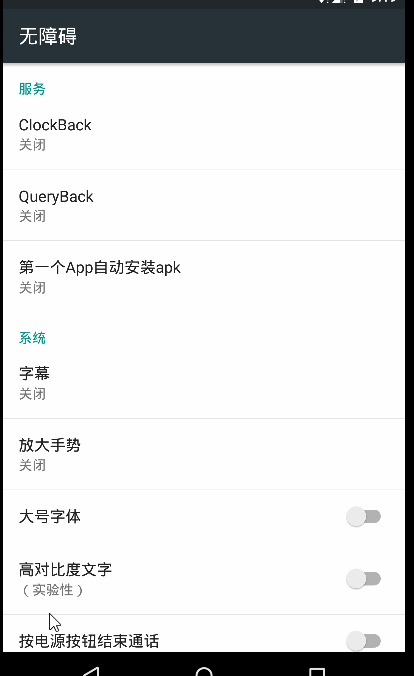 无障碍
服务
ClockBack
关闭
QueryBack
关闭
第一个App自动安装apk
关闭
系统
字幕
关闭
放大手势
关闭
大号字体
高对比度文字
（实验性）
按电源按钮结束通话